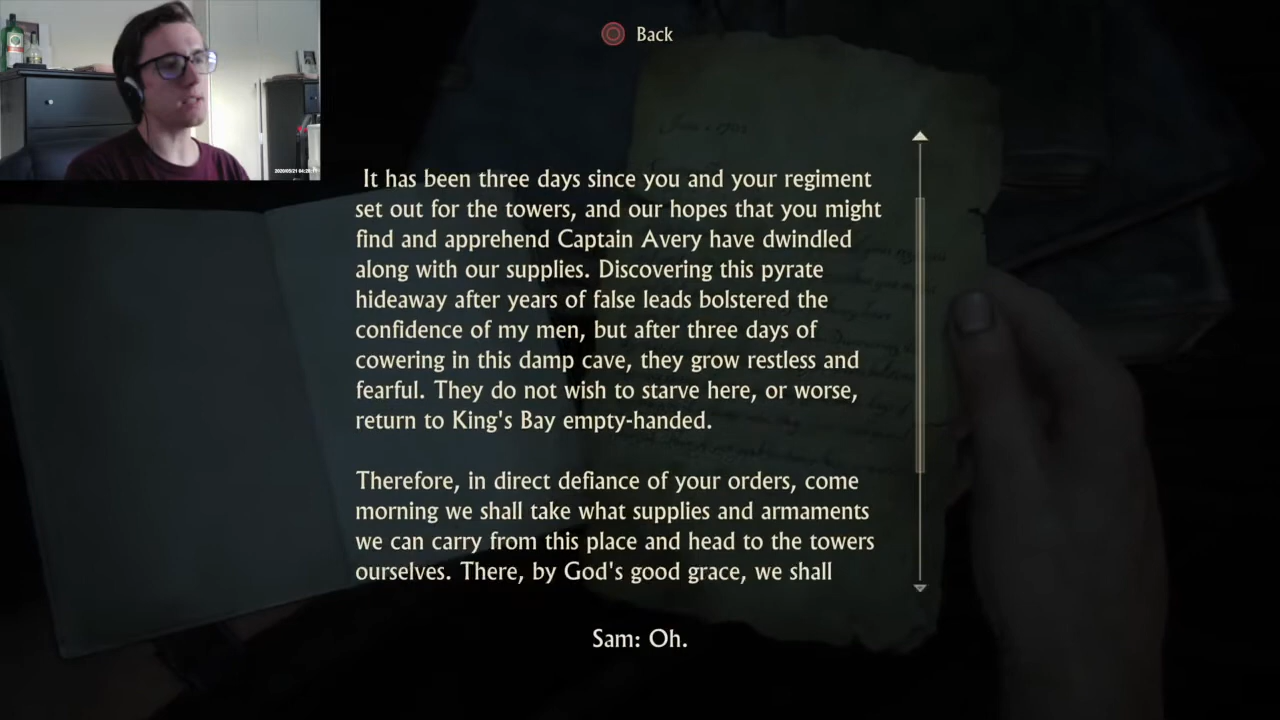 Back
It has been three days since you and your regiment
set out for the towers, and our hopes that you might
find and apprehend Captain Avery have dwindled
along with our supplies. Discovering this pyrate
hideaway after years of false leads bolstered the
confidence of my men, but after three days of
cowering in this damp cave, they grow restless and
fearful. They do not wish to starve here, or worse,
return to King's Bay empty-handed.
Therefore, in direct defiance of your orders, come
morning we shall take what supplies and armaments
we can carry from this place and head to the towers
ourselves. There, by God's good grace, we shall
Sam: Oh.